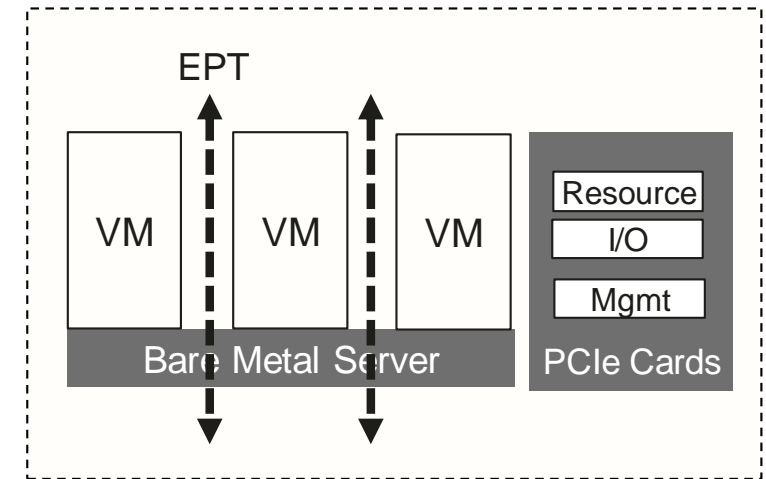 EPT
VM
VM
VM
Bare Metal Server
Resource
I/O
Mgmt
PCIe Cards